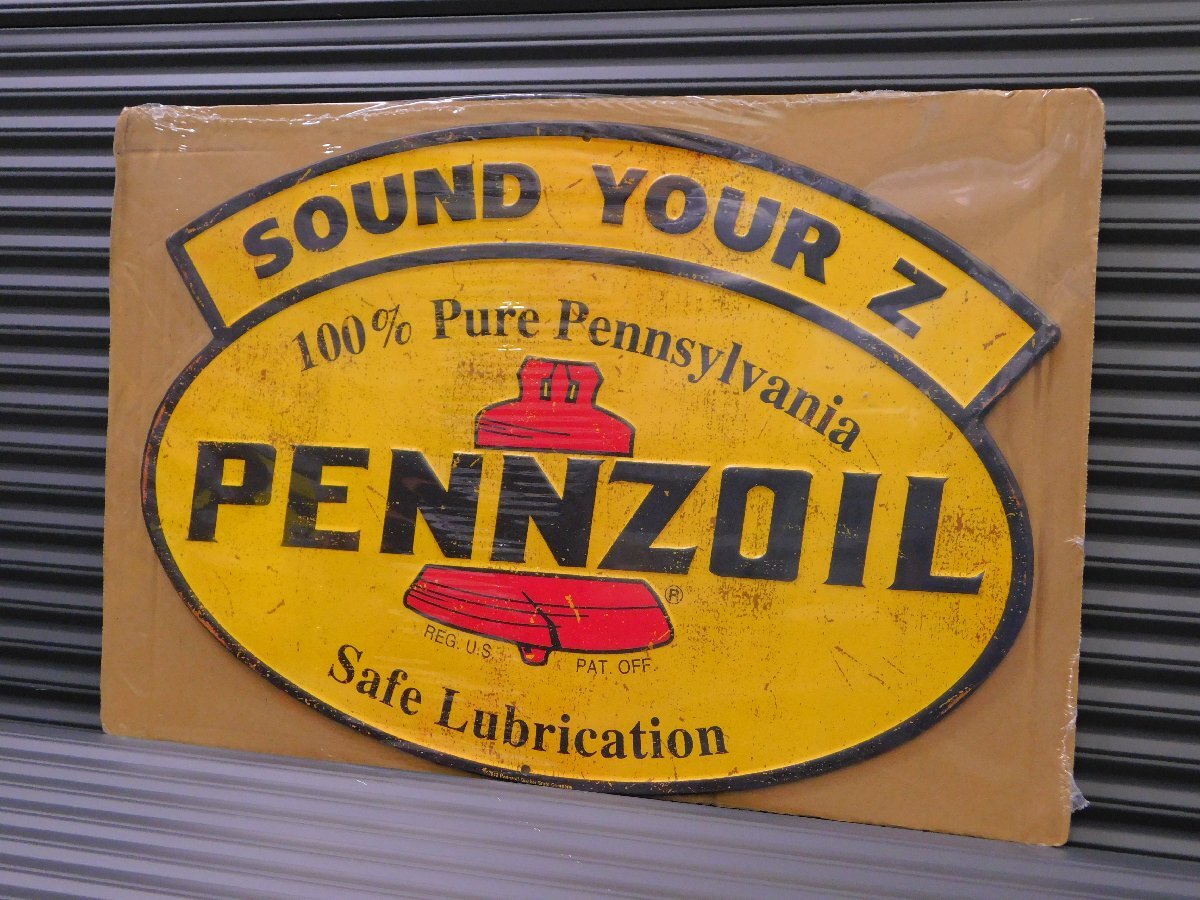 SOUND YOUR Z
100% Pure Pennsylvania
PENNZOIL
®
REG. U.S. PAT. OFF.
Safe Lubrication